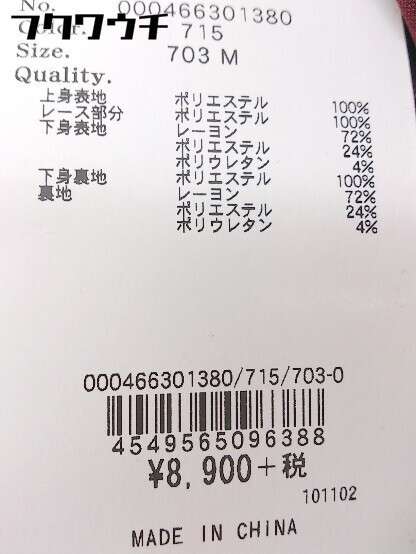 フクウクウチ
No. 000466301380
Color. 715
Size. 703 M
Quality.
上身表地 ポリエステル 100%
レース部分 ポリエステル 100%
下身表地 レーヨン 72%
ポリエステル 24%
ポリウレタン 4%
下身裏地 ポリエステル 100%
裏地 レーヨン 72%
ポリエステル 24%
ポリウレタン 4%
000466301380/715/703-0
4549565096388
¥8,900+税
101102
MADE IN CHINA